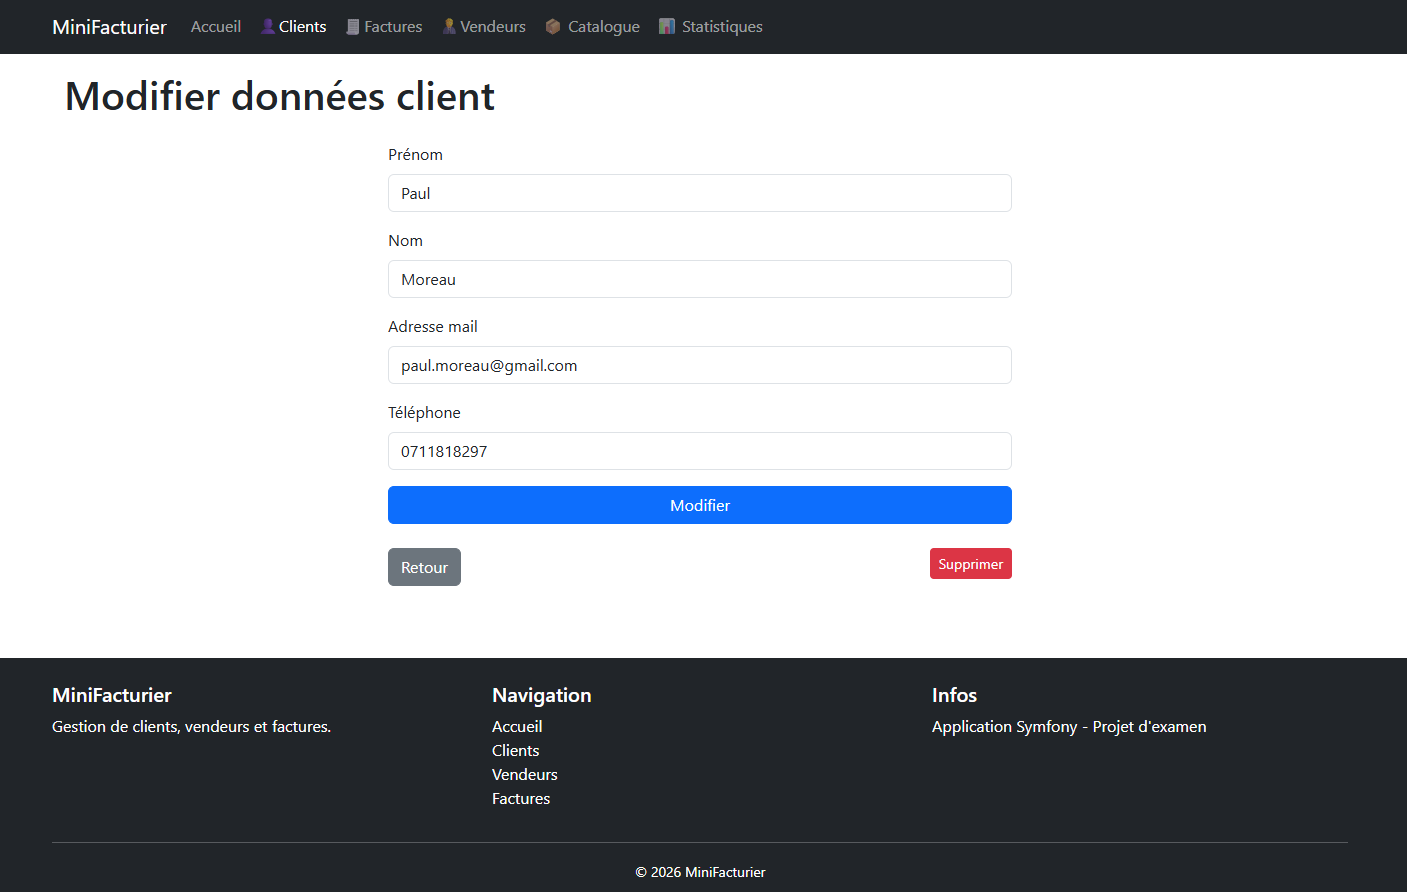 MiniFacturier Accueil Clients Factures Vendeurs Catalogue Statistiques
Modifier données client
Prénom
Paul
Nom
Moreau
Adresse mail
paul.moreau@gmail.com
Téléphone
0711818297
Modifier
Retour Supprimer
MiniFacturier
Gestion de clients, vendeurs et factures.
Navigation
Accueil
Clients
Vendeurs
Factures
Infos
Application Symfony - Projet d'examen
© 2026 MiniFacturier